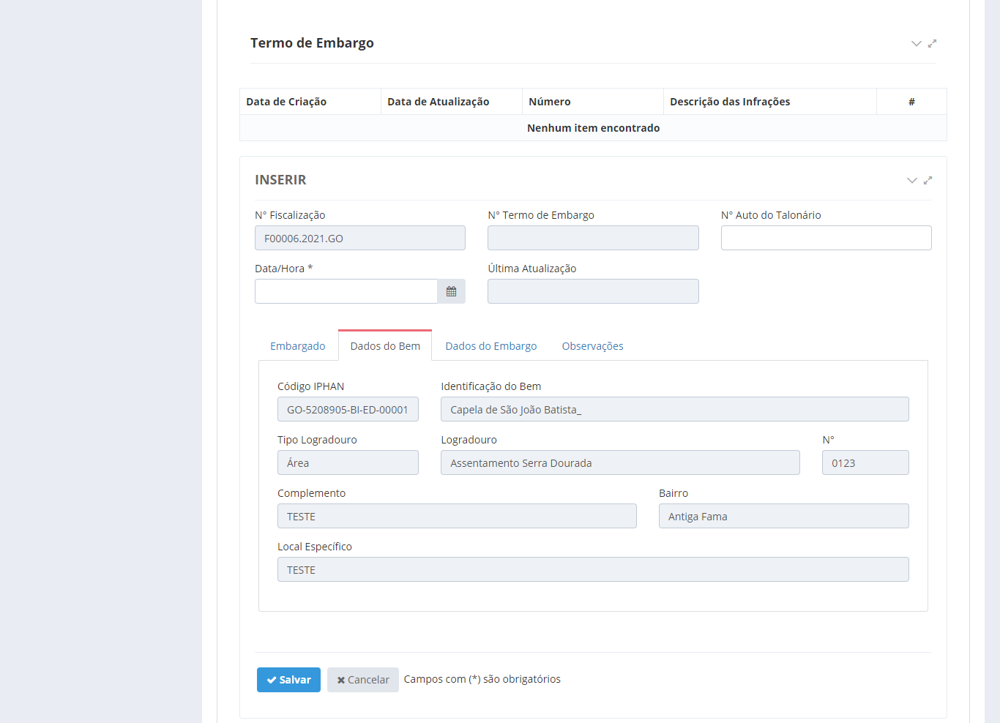 Termo de Embargo
Data de Criação Data de Atualização Número Descrição das Infrações #
Nenhum item encontrado
INSERIR
N° Fiscalização N° Termo de Embargo N° Auto do Talonário
F00006.2021.GO
Data/Hora * Última Atualização
Embargado Dados do Bem Dados do Embargo Observações
Código IPHAN Identificação do Bem
GO-5208905-BI-ED-00001 Capela de São João Batista_
Tipo Logradouro Logradouro N°
Área Assentamento Serra Dourada 0123
Complemento Bairro
TESTE Antiga Fama
Local Específico
TESTE
Salvar Cancelar Campos com (*) são obrigatórios